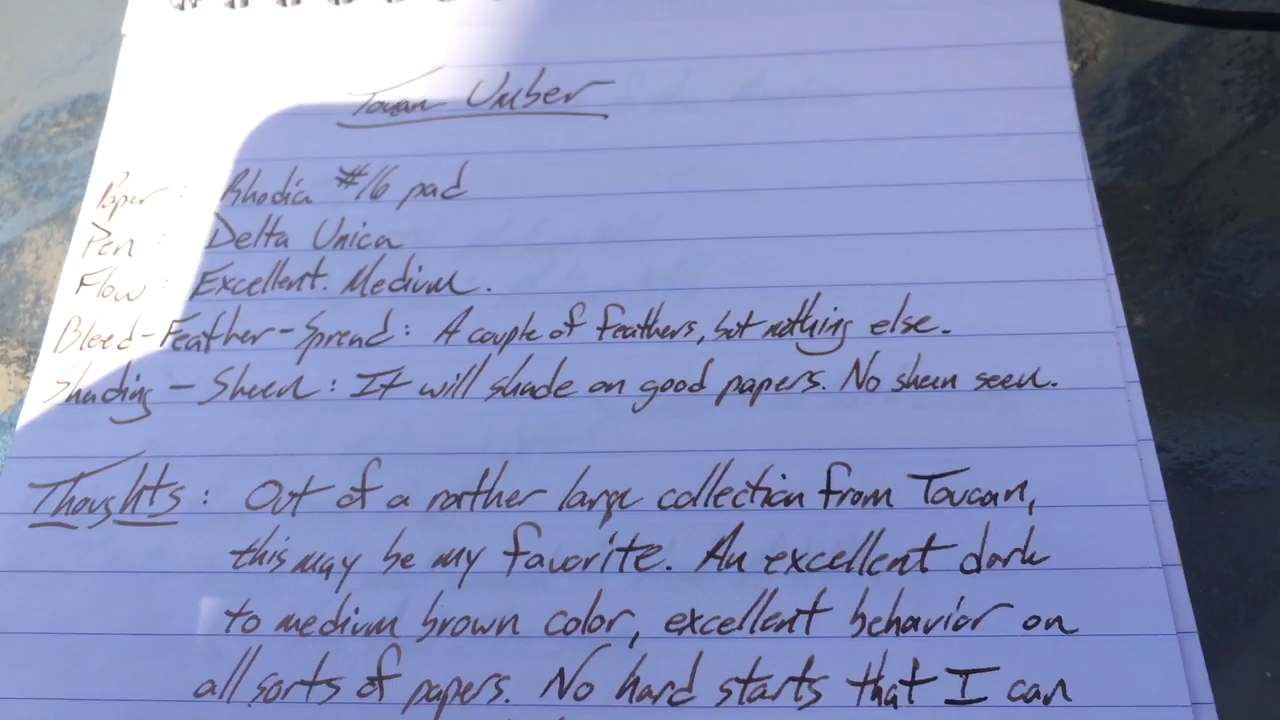 Toucan Umber
Paper : Rhodia #16 pad
Pen : Delta Unica
Flow : Excellent. Medium.
Bleed-Feather-Spread : A couple of feathers, but nothing else.
Shading - Sheen : It will shade on good papers. No sheen seen.
Thoughts : Out of a rather large collection from Toucan,
this may be my favorite. An excellent dark
to medium brown color, excellent behavior on
all sorts of papers. No hard starts that I can